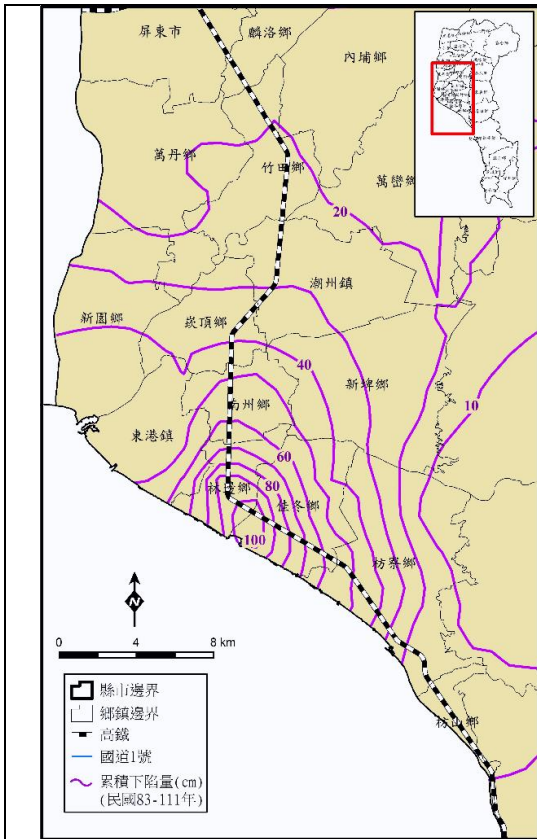 屏東市
麟洛鄉
內埔鄉
萬丹鄉
竹田鄉
萬巒鄉
20
潮州鎮
新園鄉
崁頂鄉
40
新埤鄉
10
南州鄉
東港鎮
60
林邊鄉
80
佳冬鄉
100
枋寮鄉
N
0 4 8 km
枋山鄉
縣市邊界
鄉鎮邊界
高鐵
國道1號
累積下陷量(cm)
(民國83-111年)